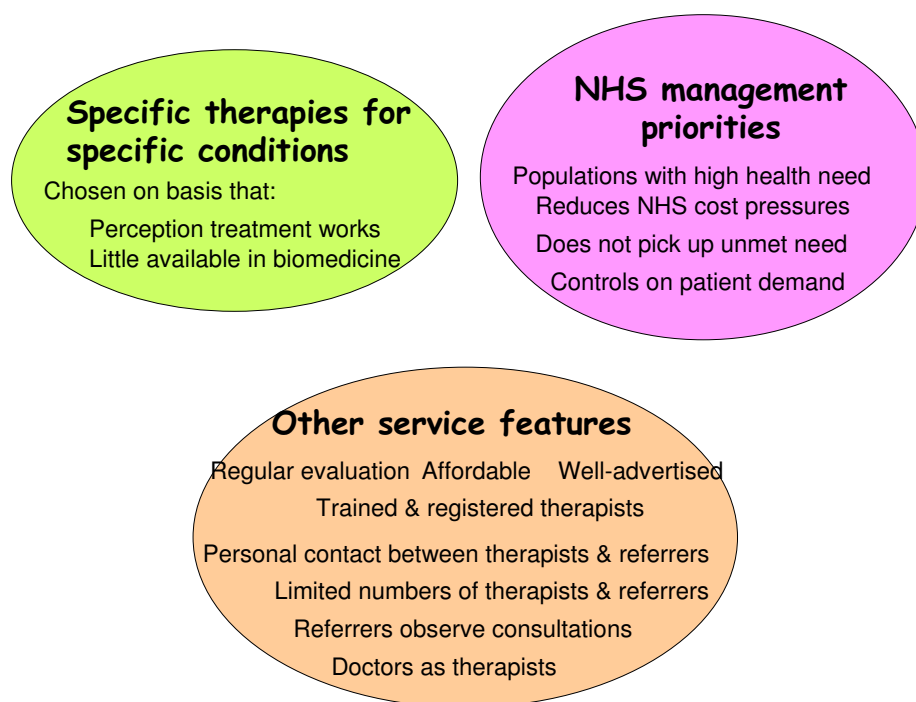 Specific therapies for
specific conditions
Chosen on basis that:
Perception treatment works
Little available in biomedicine
NHS management
priorities
Populations with high health need
Reduces NHS cost pressures
Does not pick up unmet need
Controls on patient demand
Other service features
Regular evaluation Affordable Well-advertised
Trained & registered therapists
Personal contact between therapists & referrers
Limited numbers of therapists & referrers
Referrers observe consultations
Doctors as therapists